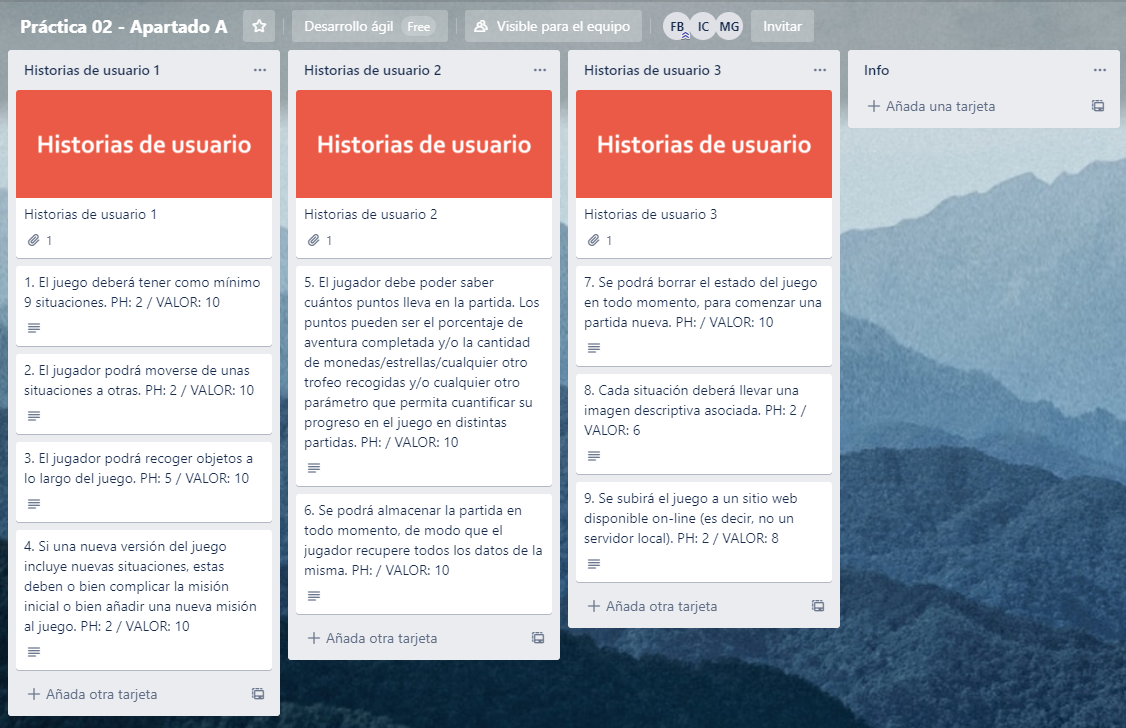 Práctica 02 - Apartado A
Desarrollo ágil Free
Visible para el equipo
FB IC MG
Invitar
Historias de usuario 1
Historias de usuario
Historias de usuario 1
1
1. El juego deberá tener como mínimo
9 situaciones. PH: 2 / VALOR: 10
2. El jugador podrá moverse de unas
situaciones a otras. PH: 2 / VALOR: 10
3. El jugador podrá recoger objetos a
lo largo del juego. PH: 5 / VALOR: 10
4. Si una nueva versión del juego
incluye nuevas situaciones, estas
deben o bien complicar la misión
inicial o bien añadir una nueva misión
al juego. PH: 2 / VALOR: 10
Añada otra tarjeta
Historias de usuario 2
Historias de usuario
Historias de usuario 2
1
5. El jugador debe poder saber
cuántos puntos lleva en la partida. Los
puntos pueden ser el porcentaje de
aventura completada y/o la cantidad
de monedas/estrellas/cualquier otro
trofeo recogidas y/o cualquier otro
parámetro que permita cuantificar su
progreso en el juego en distintas
partidas. PH: / VALOR: 10
6. Se podrá almacenar la partida en
todo momento, de modo que el
jugador recupere todos los datos de la
misma. PH: / VALOR: 10
Añada otra tarjeta
Historias de usuario 3
Historias de usuario
Historias de usuario 3
1
7. Se podrá borrar el estado del juego
en todo momento, para comenzar una
partida nueva. PH: / VALOR: 10
8. Cada situación deberá llevar una
imagen descriptiva asociada. PH: 2 /
VALOR: 6
9. Se subirá el juego a un sitio web
disponible on-line (es decir, no un
servidor local). PH: 2 / VALOR: 8
Añada otra tarjeta
Info
Añada una tarjeta